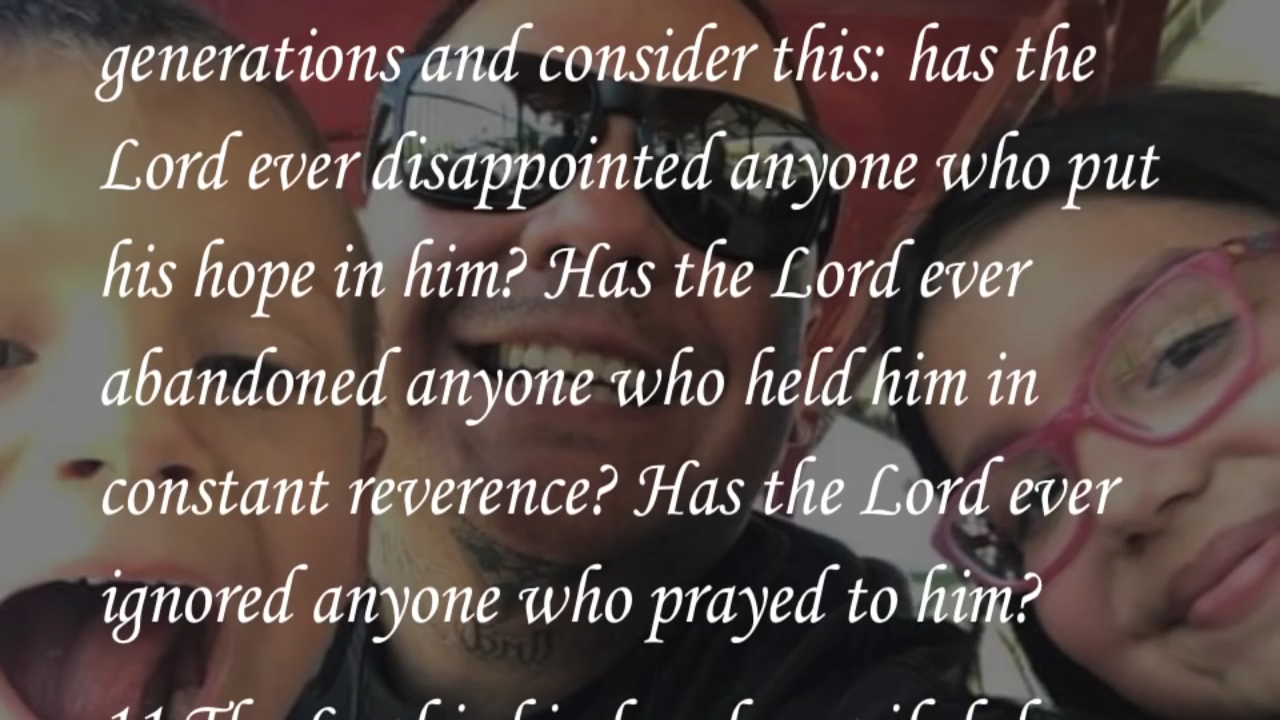 generations and consider this: has the
Lord ever disappointed anyone who put
his hope in him? Has the Lord ever
abandoned anyone who held him in
constant reverence? Has the Lord ever
ignored anyone who prayed to him?
11 The